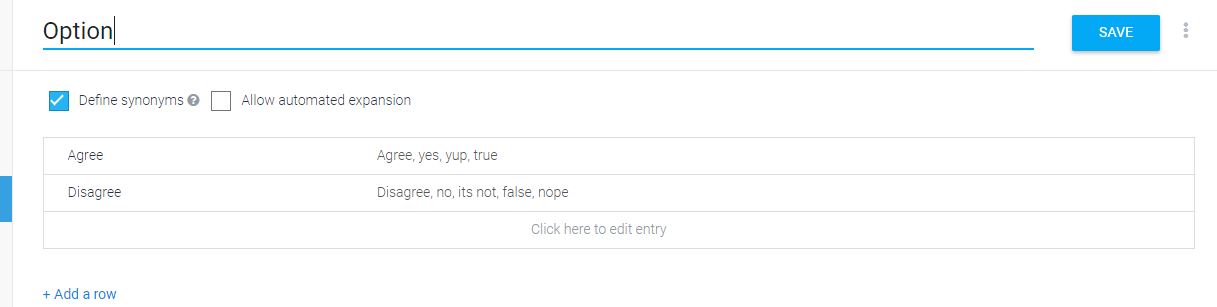 Option
SAVE
Define synonyms
Allow automated expansion
Agree
Agree, yes, yup, true
Disagree
Disagree, no, its not, false, nope
Click here to edit entry
+ Add a row